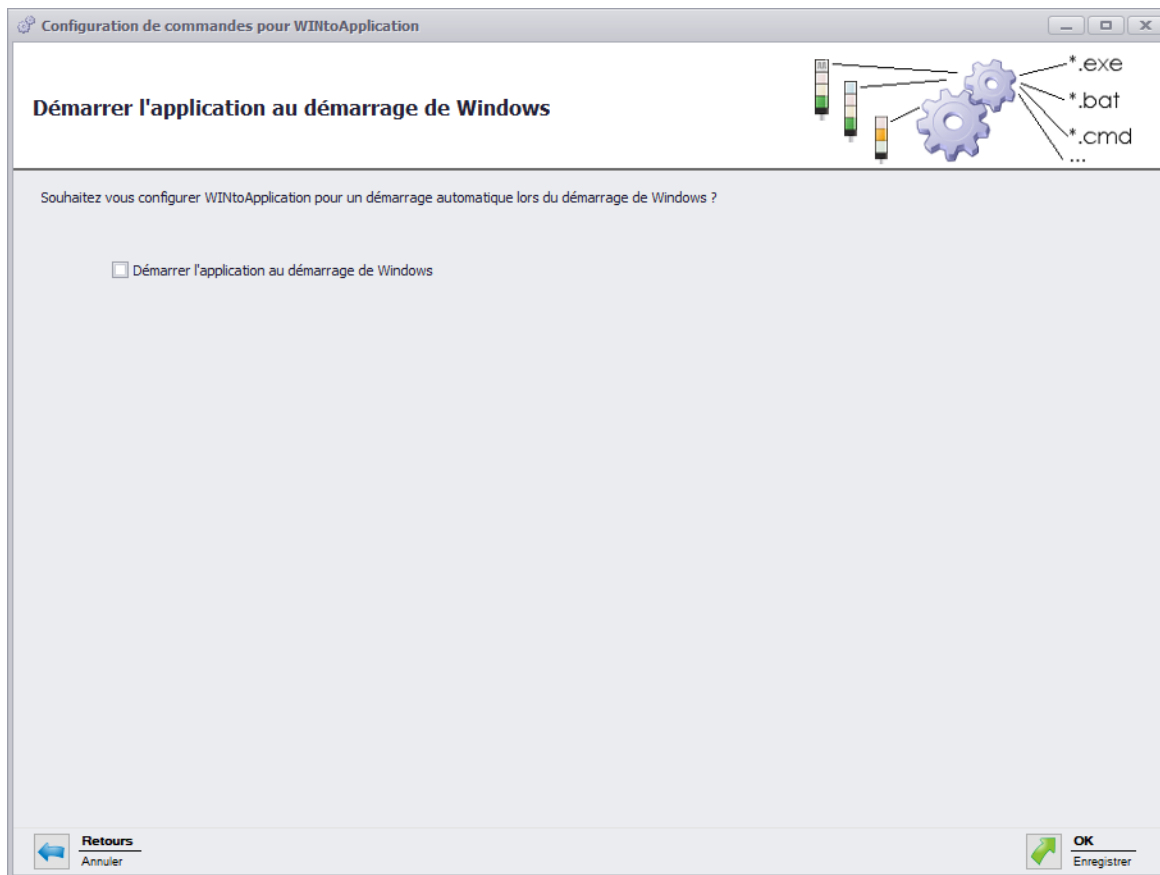 Configuration de commandes pour WINtoApplication
Démarrer l'application au démarrage de Windows
*.exe
*.bat
*.cmd
...
Souhaitez vous configurer WINtoApplication pour un démarrage automatique lors du démarrage de Windows ?
Démarrer l'application au démarrage de Windows
Retours
Annuler
OK
Enregistrer